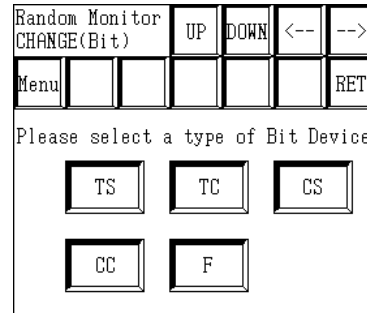 Random Monitor UP DOWN <-- -->
CHANGE(Bit)
Menu RET
Please select a type of Bit Device
TS TC CS
CC F